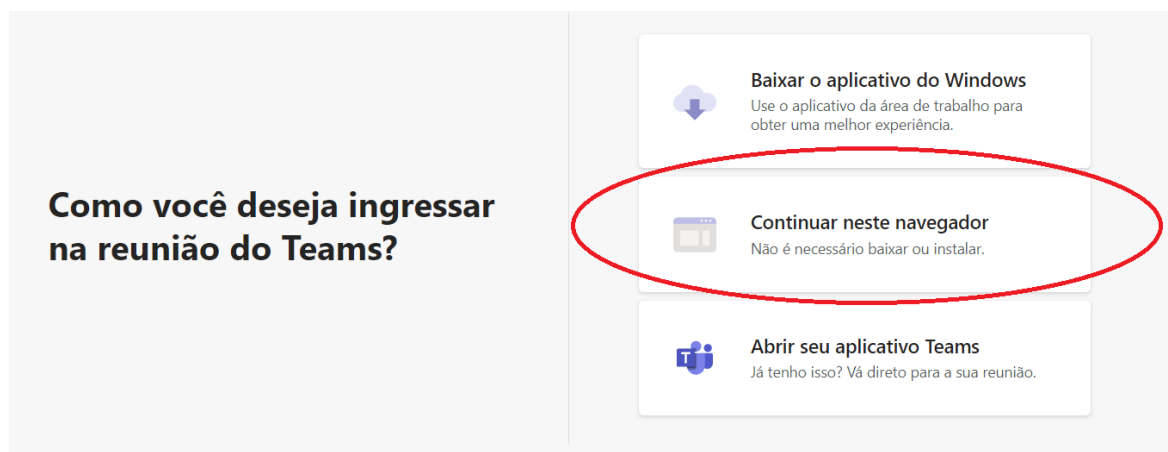 Como você deseja ingressar
na reunião do Teams?
Baixar o aplicativo do Windows
Use o aplicativo da área de trabalho para
obter uma melhor experiência.
Continuar neste navegador
Não é necessário baixar ou instalar.
T
Abrir seu aplicativo Teams
Já tenho isso? Vá direto para a sua reunião.